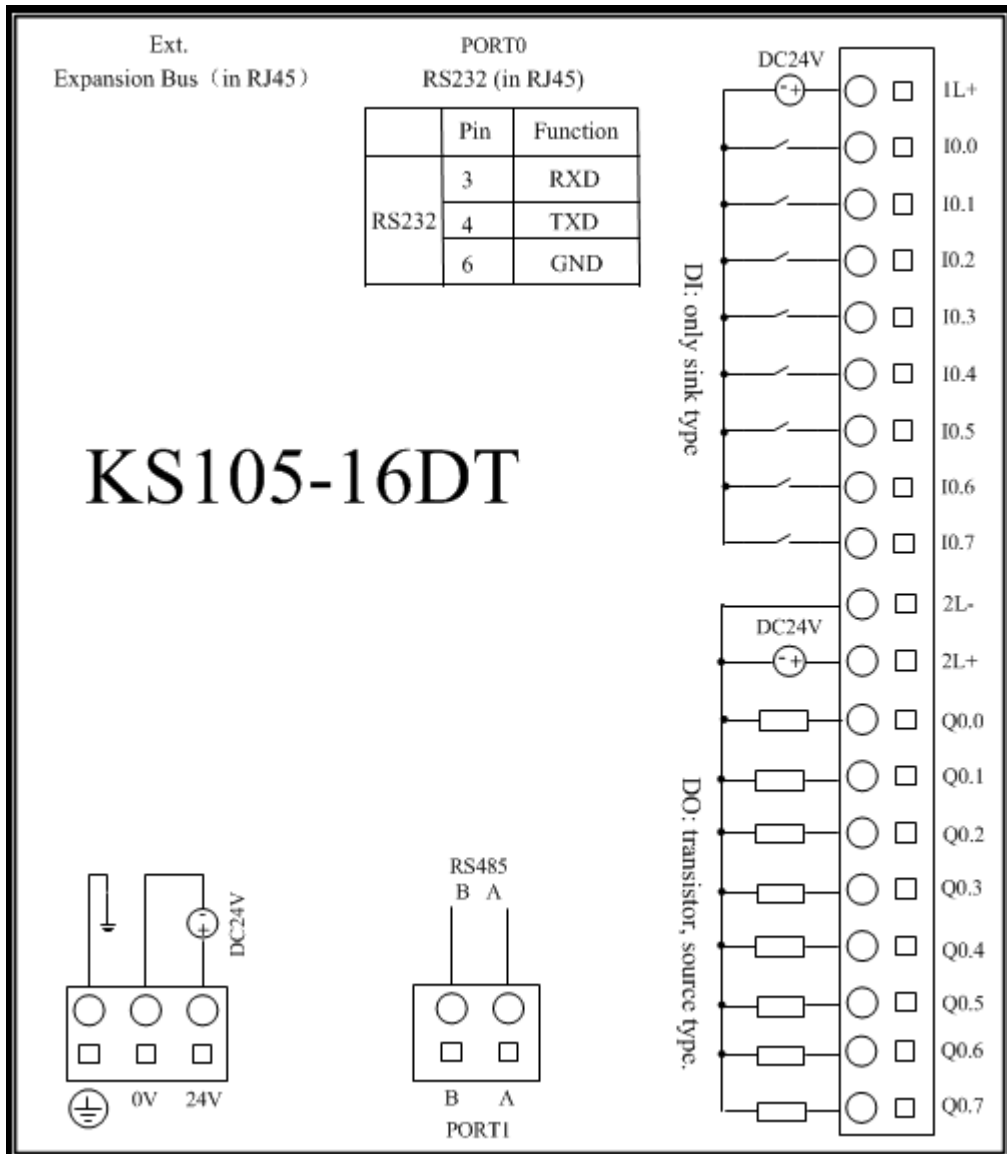 Ext.
Expansion Bus（in RJ45）
PORT0
RS232 (in RJ45)
Pin Function
RS232
3 RXD
4 TXD
6 GND
KS105-16DT
DC24V
- +
1L+
I0.0
I0.1
I0.2
I0.3
I0.4
I0.5
I0.6
I0.7
DI: only sink type
2L-
DC24V
- +
2L+
Q0.0
Q0.1
Q0.2
Q0.3
Q0.4
Q0.5
Q0.6
Q0.7
DO: transistor, source type.
- +
DC24V
0V 24V
RS485
B A
B A
PORT1